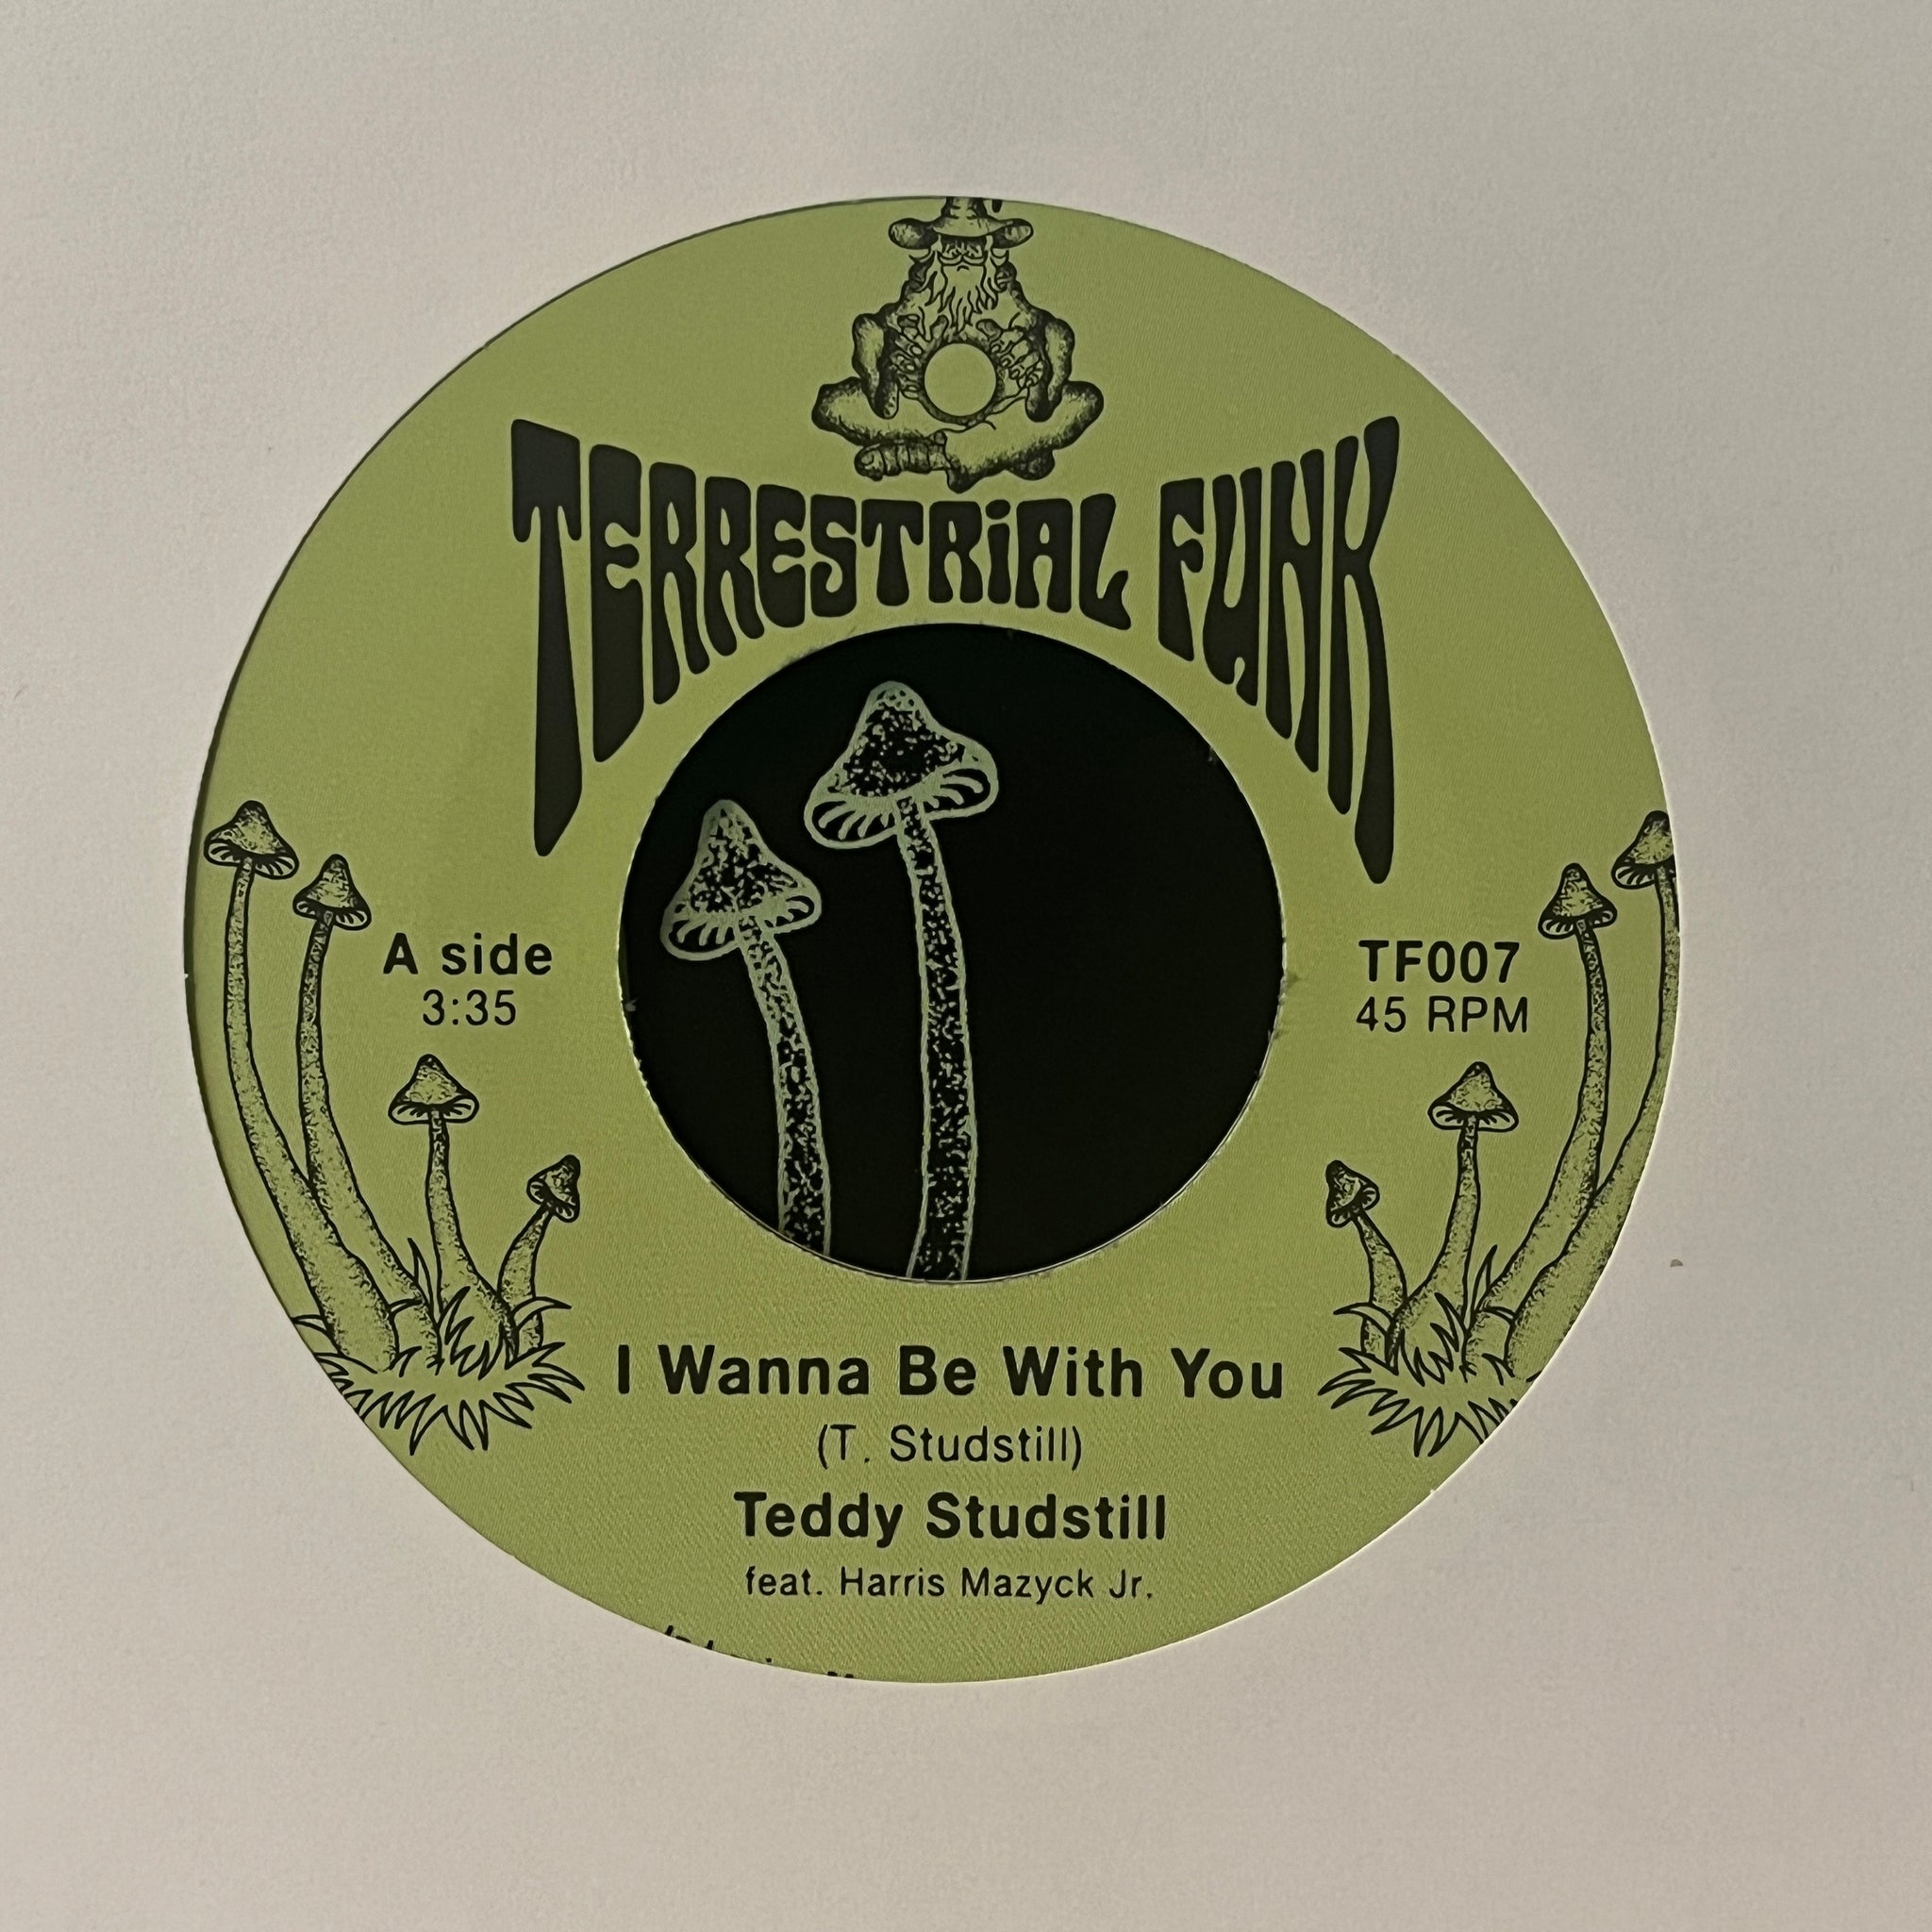 TERRESTRiAL FUNK
A side
3:35
TF007
45 RPM
I Wanna Be With You
(T. Studstill)
Teddy Studstill
feat. Harris Mazyck Jr.